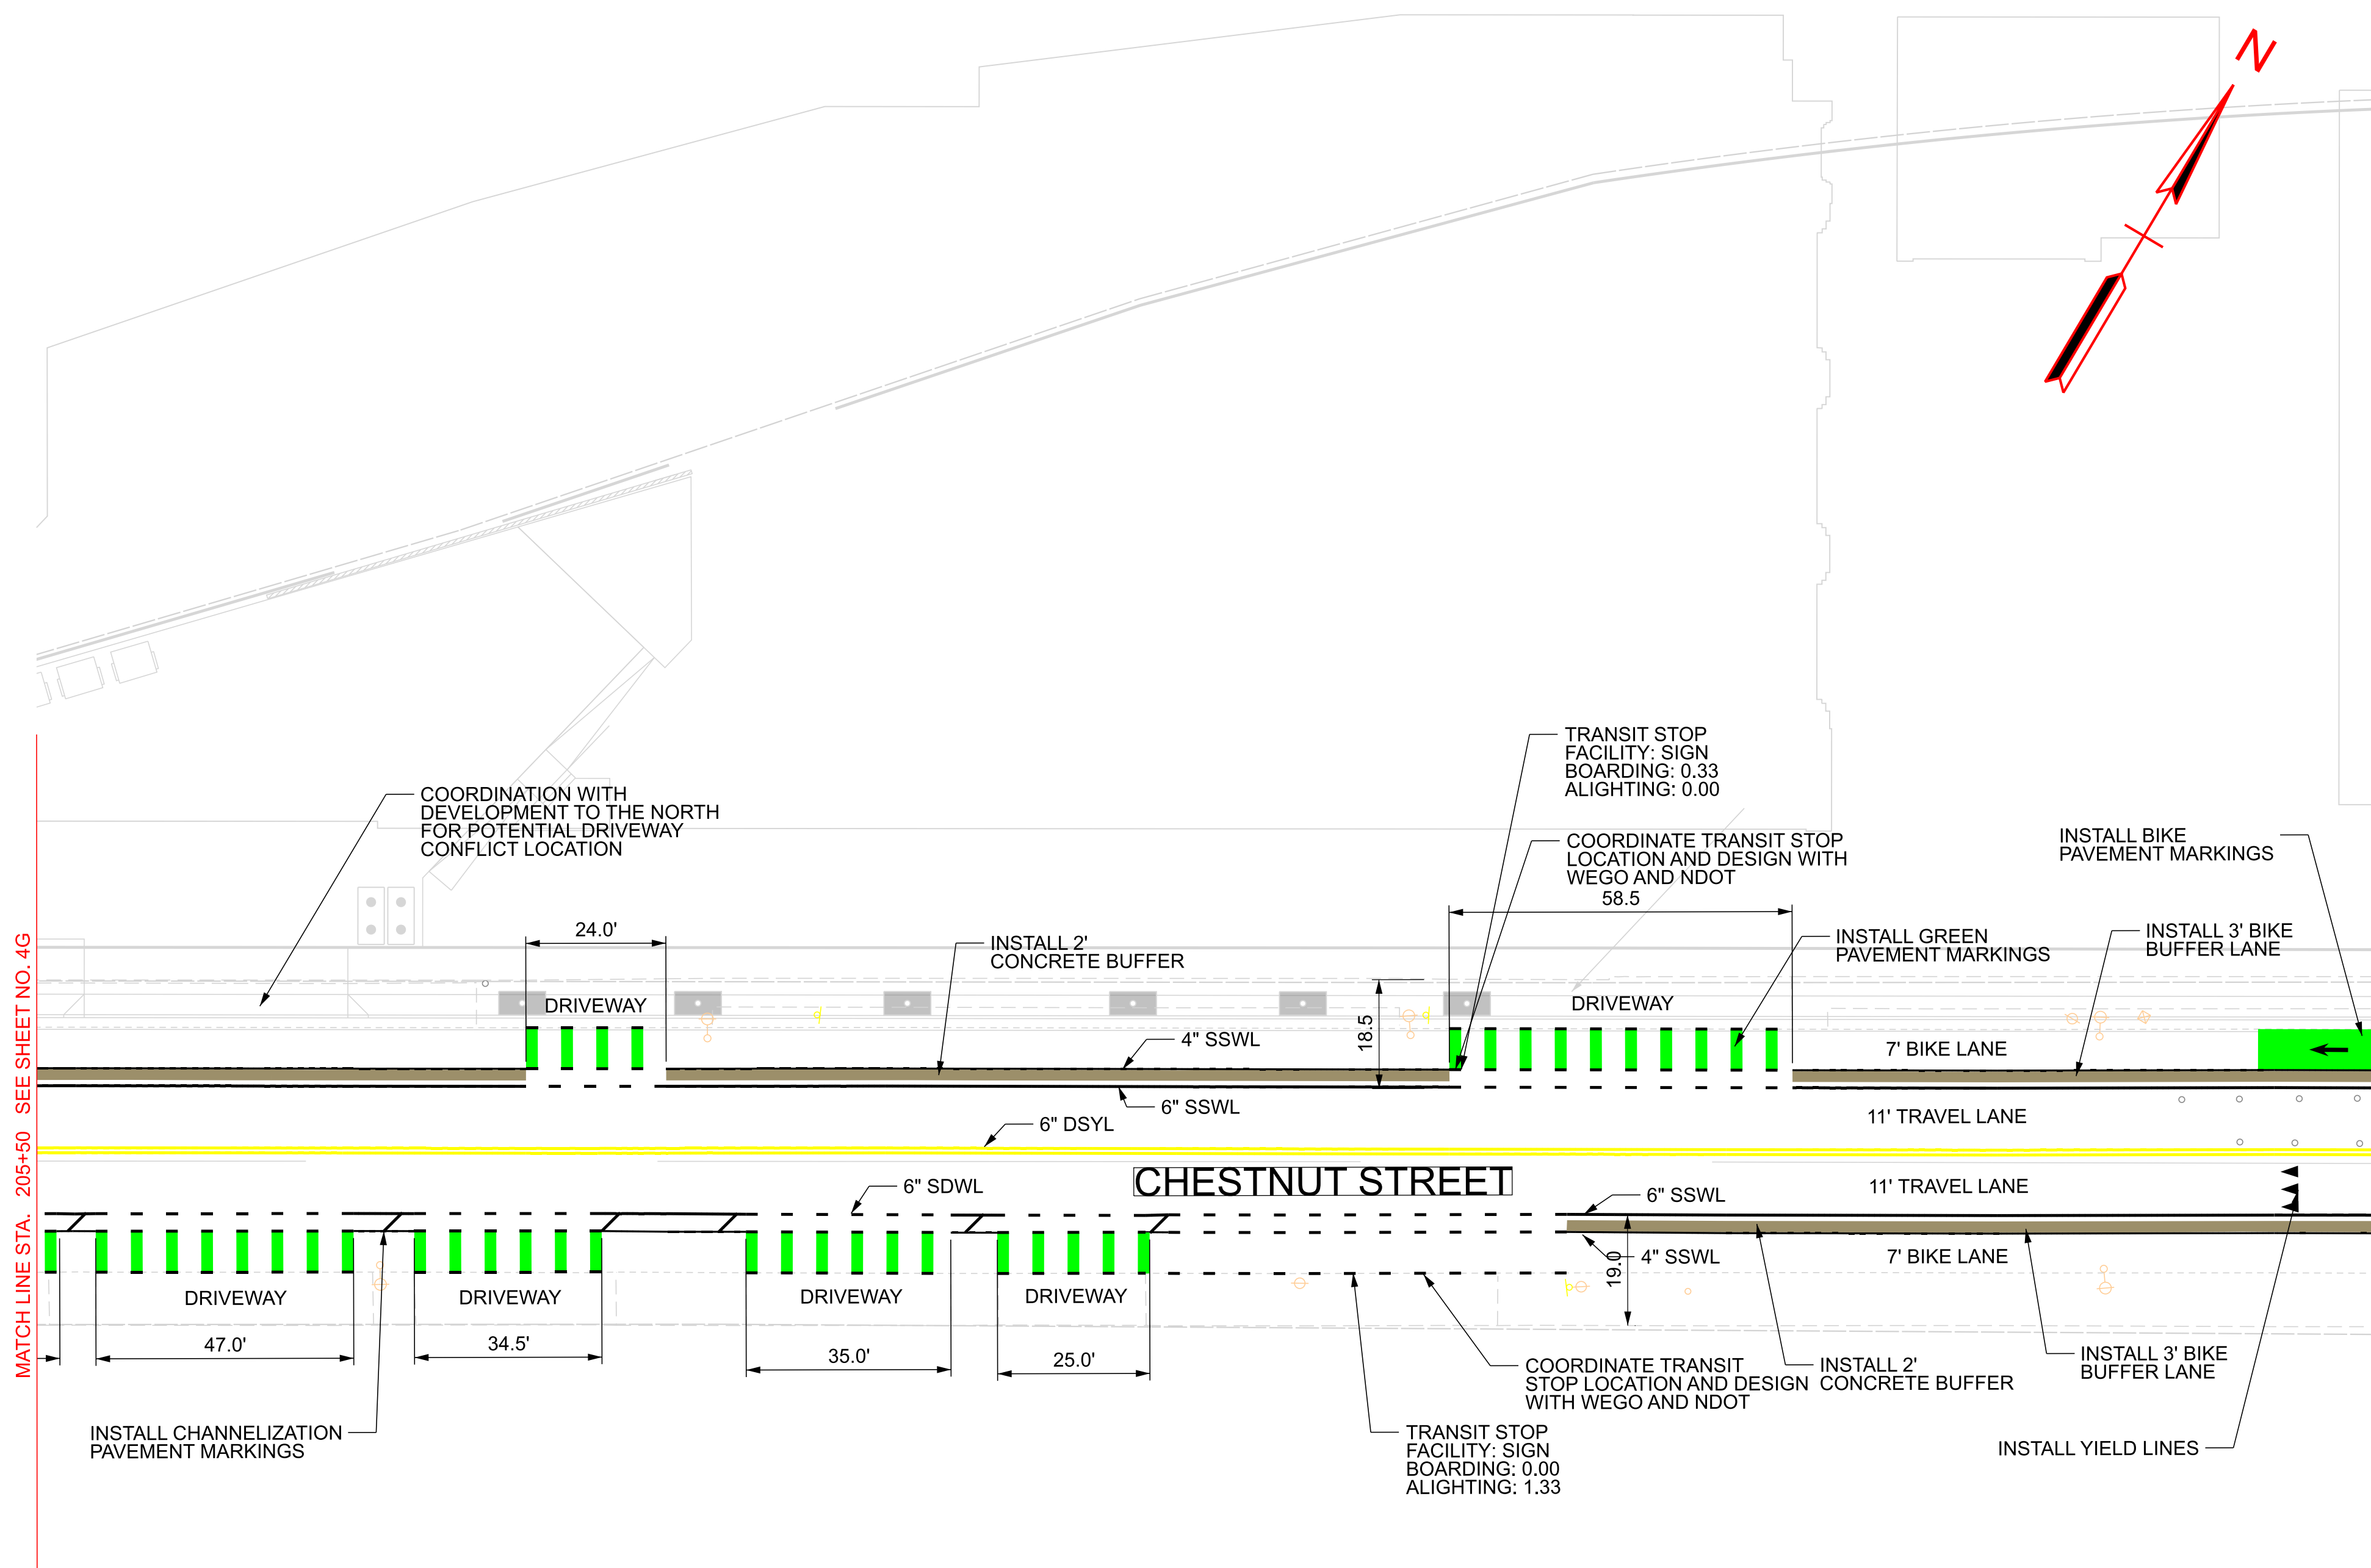 N
TRANSIT STOP
FACILITY: SIGN
BOARDING: 0.33
ALIGHTING: 0.00
COORDINATION WITH
DEVELOPMENT TO THE NORTH
FOR POTENTIAL DRIVEWAY
CONFLICT LOCATION
COORDINATE TRANSIT STOP
LOCATION AND DESIGN WITH
WEGO AND NDOT
INSTALL BIKE
PAVEMENT MARKINGS
58.5
24.0'
INSTALL 2'
CONCRETE BUFFER
INSTALL GREEN
PAVEMENT MARKINGS
INSTALL 3' BIKE
BUFFER LANE
DRIVEWAY
DRIVEWAY
18.5
4" SSWL
7' BIKE LANE
6" SSWL
6" DSYL
11' TRAVEL LANE
CHESTNUT STREET
6" SDWL
6" SSWL
11' TRAVEL LANE
4" SSWL
7' BIKE LANE
19.0
DRIVEWAY
DRIVEWAY
DRIVEWAY
DRIVEWAY
47.0'
34.5'
35.0'
25.0'
COORDINATE TRANSIT
STOP LOCATION AND DESIGN
WITH WEGO AND NDOT
INSTALL 2'
CONCRETE BUFFER
INSTALL 3' BIKE
BUFFER LANE
INSTALL CHANNELIZATION
PAVEMENT MARKINGS
TRANSIT STOP
FACILITY: SIGN
BOARDING: 0.00
ALIGHTING: 1.33
INSTALL YIELD LINES
MATCH LINE STA. 205+50 SEE SHEET NO. 4G